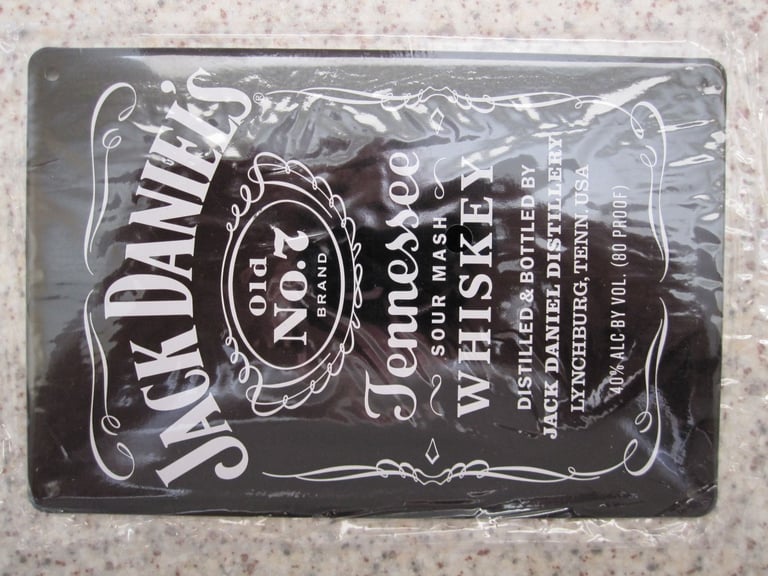 JACK DANIEL'S
®
Old
No.7
BRAND
Tennessee
SOUR MASH
WHISKEY
DISTILLED & BOTTLED BY
JACK DANIEL DISTILLERY
LYNCHBURG, TENN. USA
40% ALC. BY VOL. (80 PROOF)